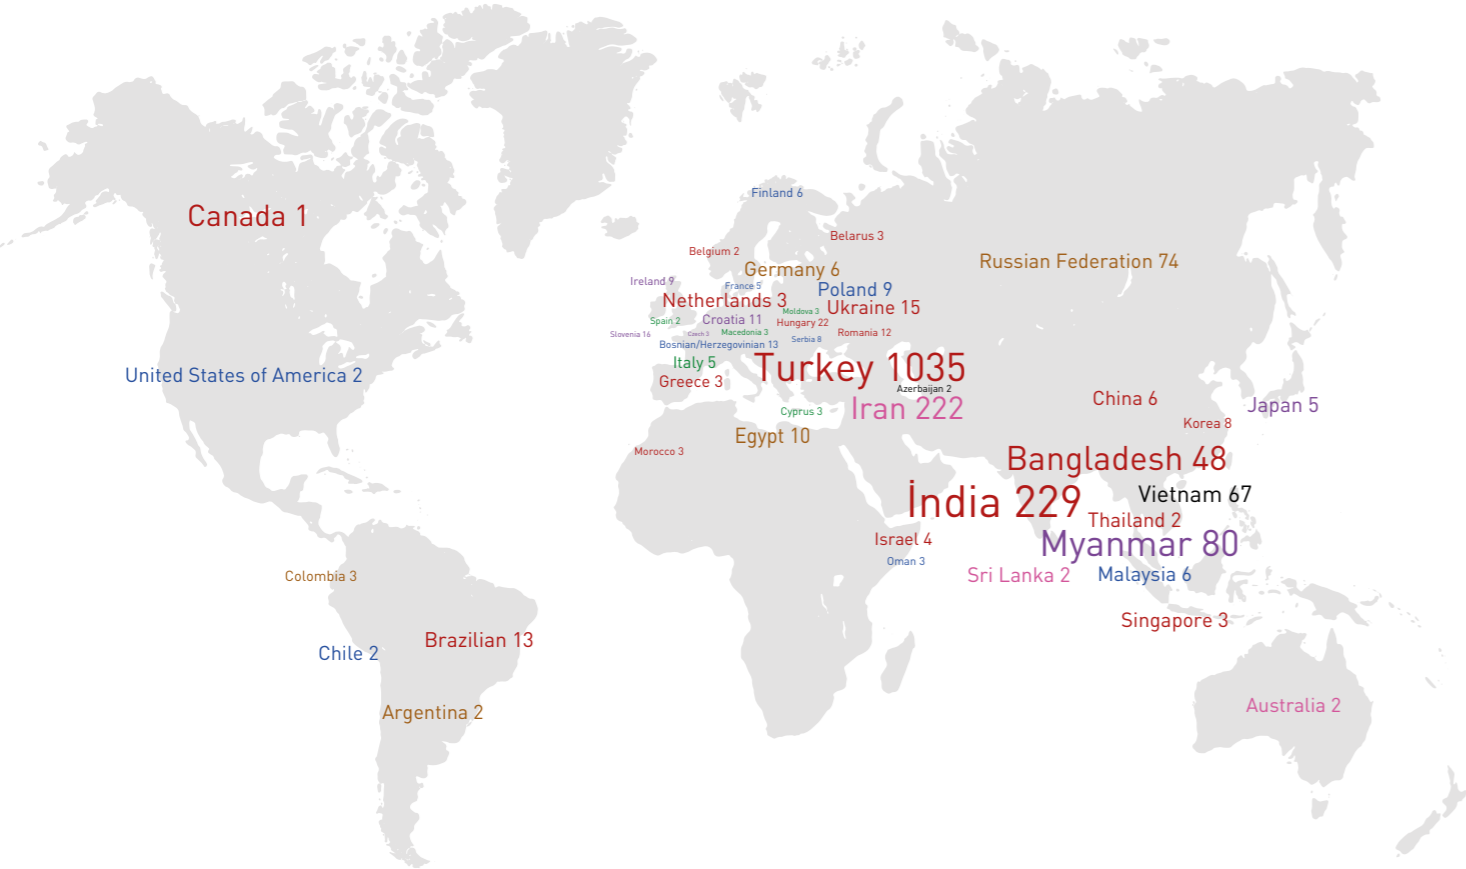 Finland 6
Canada 1
Belarus 3
Belgium 2
Russian Federation 74
Germany 6
Ireland 9
France 5
Poland 9
Netherlands 3
Ukraine 15
Moldova 3
Spain 2
Croatia 11
Hungary 22
Slovenia 16
Czech 3
Macedonia 3
Romania 12
Serbia 8
Bosnian/Herzegovinian 13
Italy 5
Turkey 1035
United States of America 2
Greece 3
Azerbaijan 2
China 6
Japan 5
Iran 222
Cyprus 3
Korea 8
Egypt 10
Morocco 3
Bangladesh 48
İndia 229
Vietnam 67
Thailand 2
Israel 4
Myanmar 80
Oman 3
Sri Lanka 2
Malaysia 6
Colombia 3
Singapore 3
Brazilian 13
Chile 2
Australia 2
Argentina 2